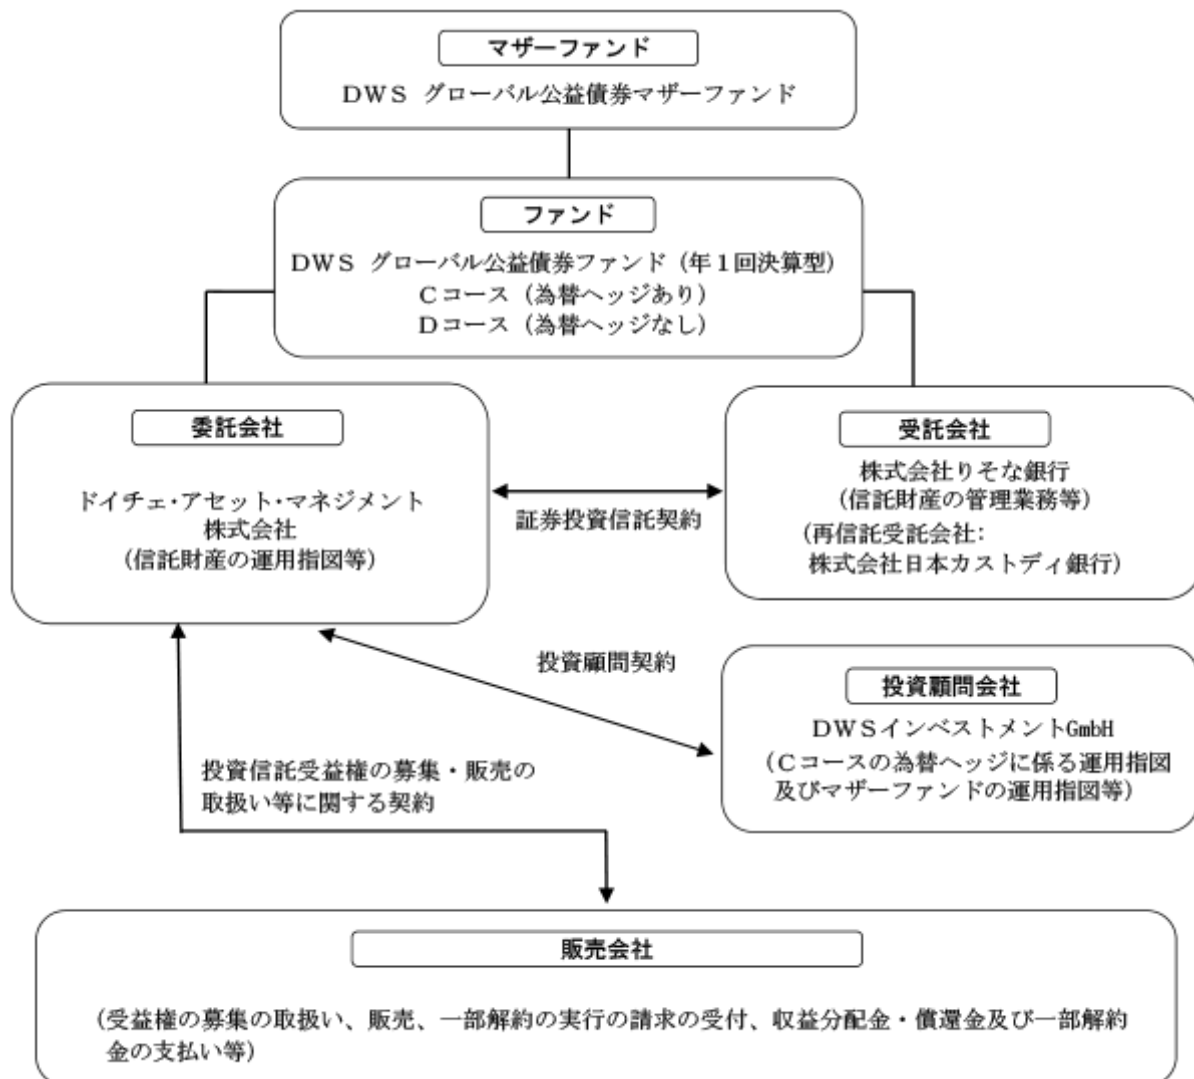 マザーファンド
DWS グローバル公益債券マザーファンド
ファンド
DWS グローバル公益債券ファンド（年１回決算型）
Ｃコース（為替ヘッジあり）
Ｄコース（為替ヘッジなし）
委託会社
ドイチェ・アセット・マネジメント
株式会社
（信託財産の運用指図等）
証券投資信託契約
受託会社
株式会社りそな銀行
（信託財産の管理業務等）
（再信託受託会社：
株式会社日本カストディ銀行）
投資顧問契約
投資顧問会社
ＤＷＳインベストメントGmbH
（Ｃコースの為替ヘッジに係る運用指図
及びマザーファンドの運用指図等）
投資信託受益権の募集・販売の
取扱い等に関する契約
販売会社
（受益権の募集の取扱い、販売、一部解約の実行の請求の受付、収益分配金・償還金及び一部解約
金の支払い等）